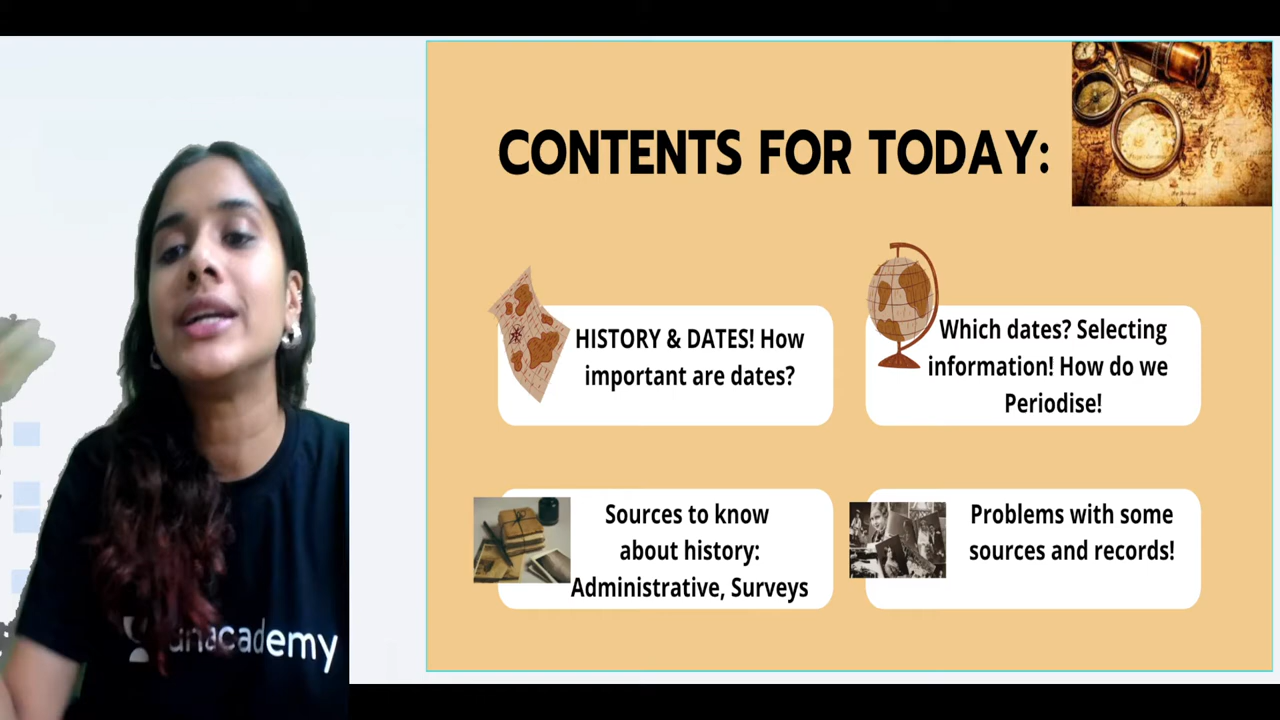 CONTENTS FOR TODAY:
HISTORY & DATES! How
important are dates?
Which dates? Selecting
information! How do we
Periodise!
Sources to know
about history:
Administrative, Surveys
Problems with some
sources and records!
unacademy